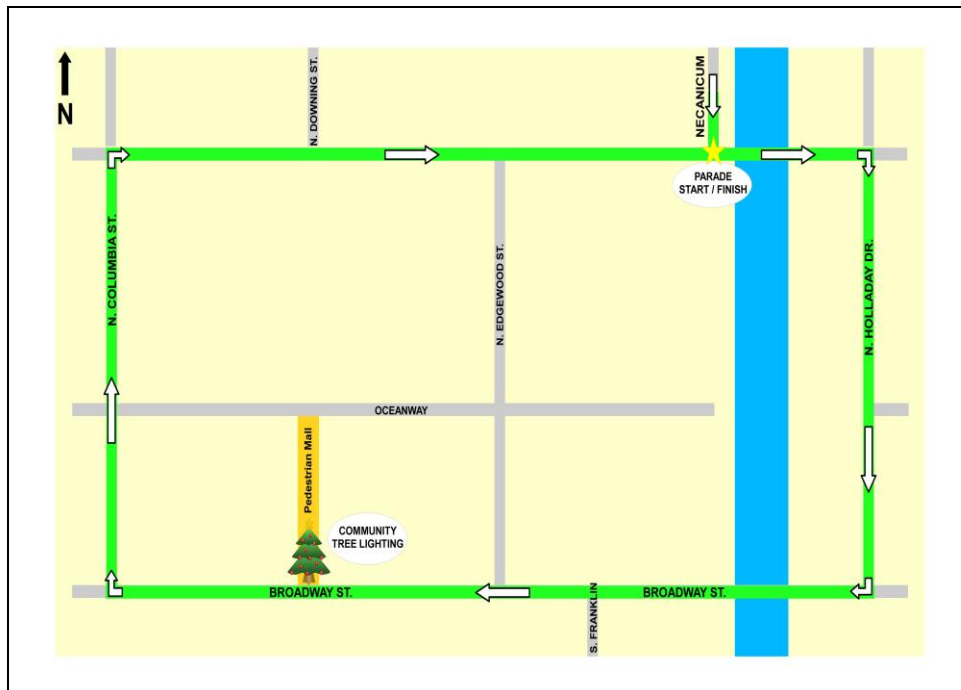 N
N. DOWNING ST.
NECANICUM
PARADE
START / FINISH
N. COLUMBIA ST.
N. EDGEWOOD ST.
N. HOLLADAY DR.
OCEANWAY
Pedestrian Mall
COMMUNITY
TREE LIGHTING
BROADWAY ST.
BROADWAY ST.
S. FRANKLIN